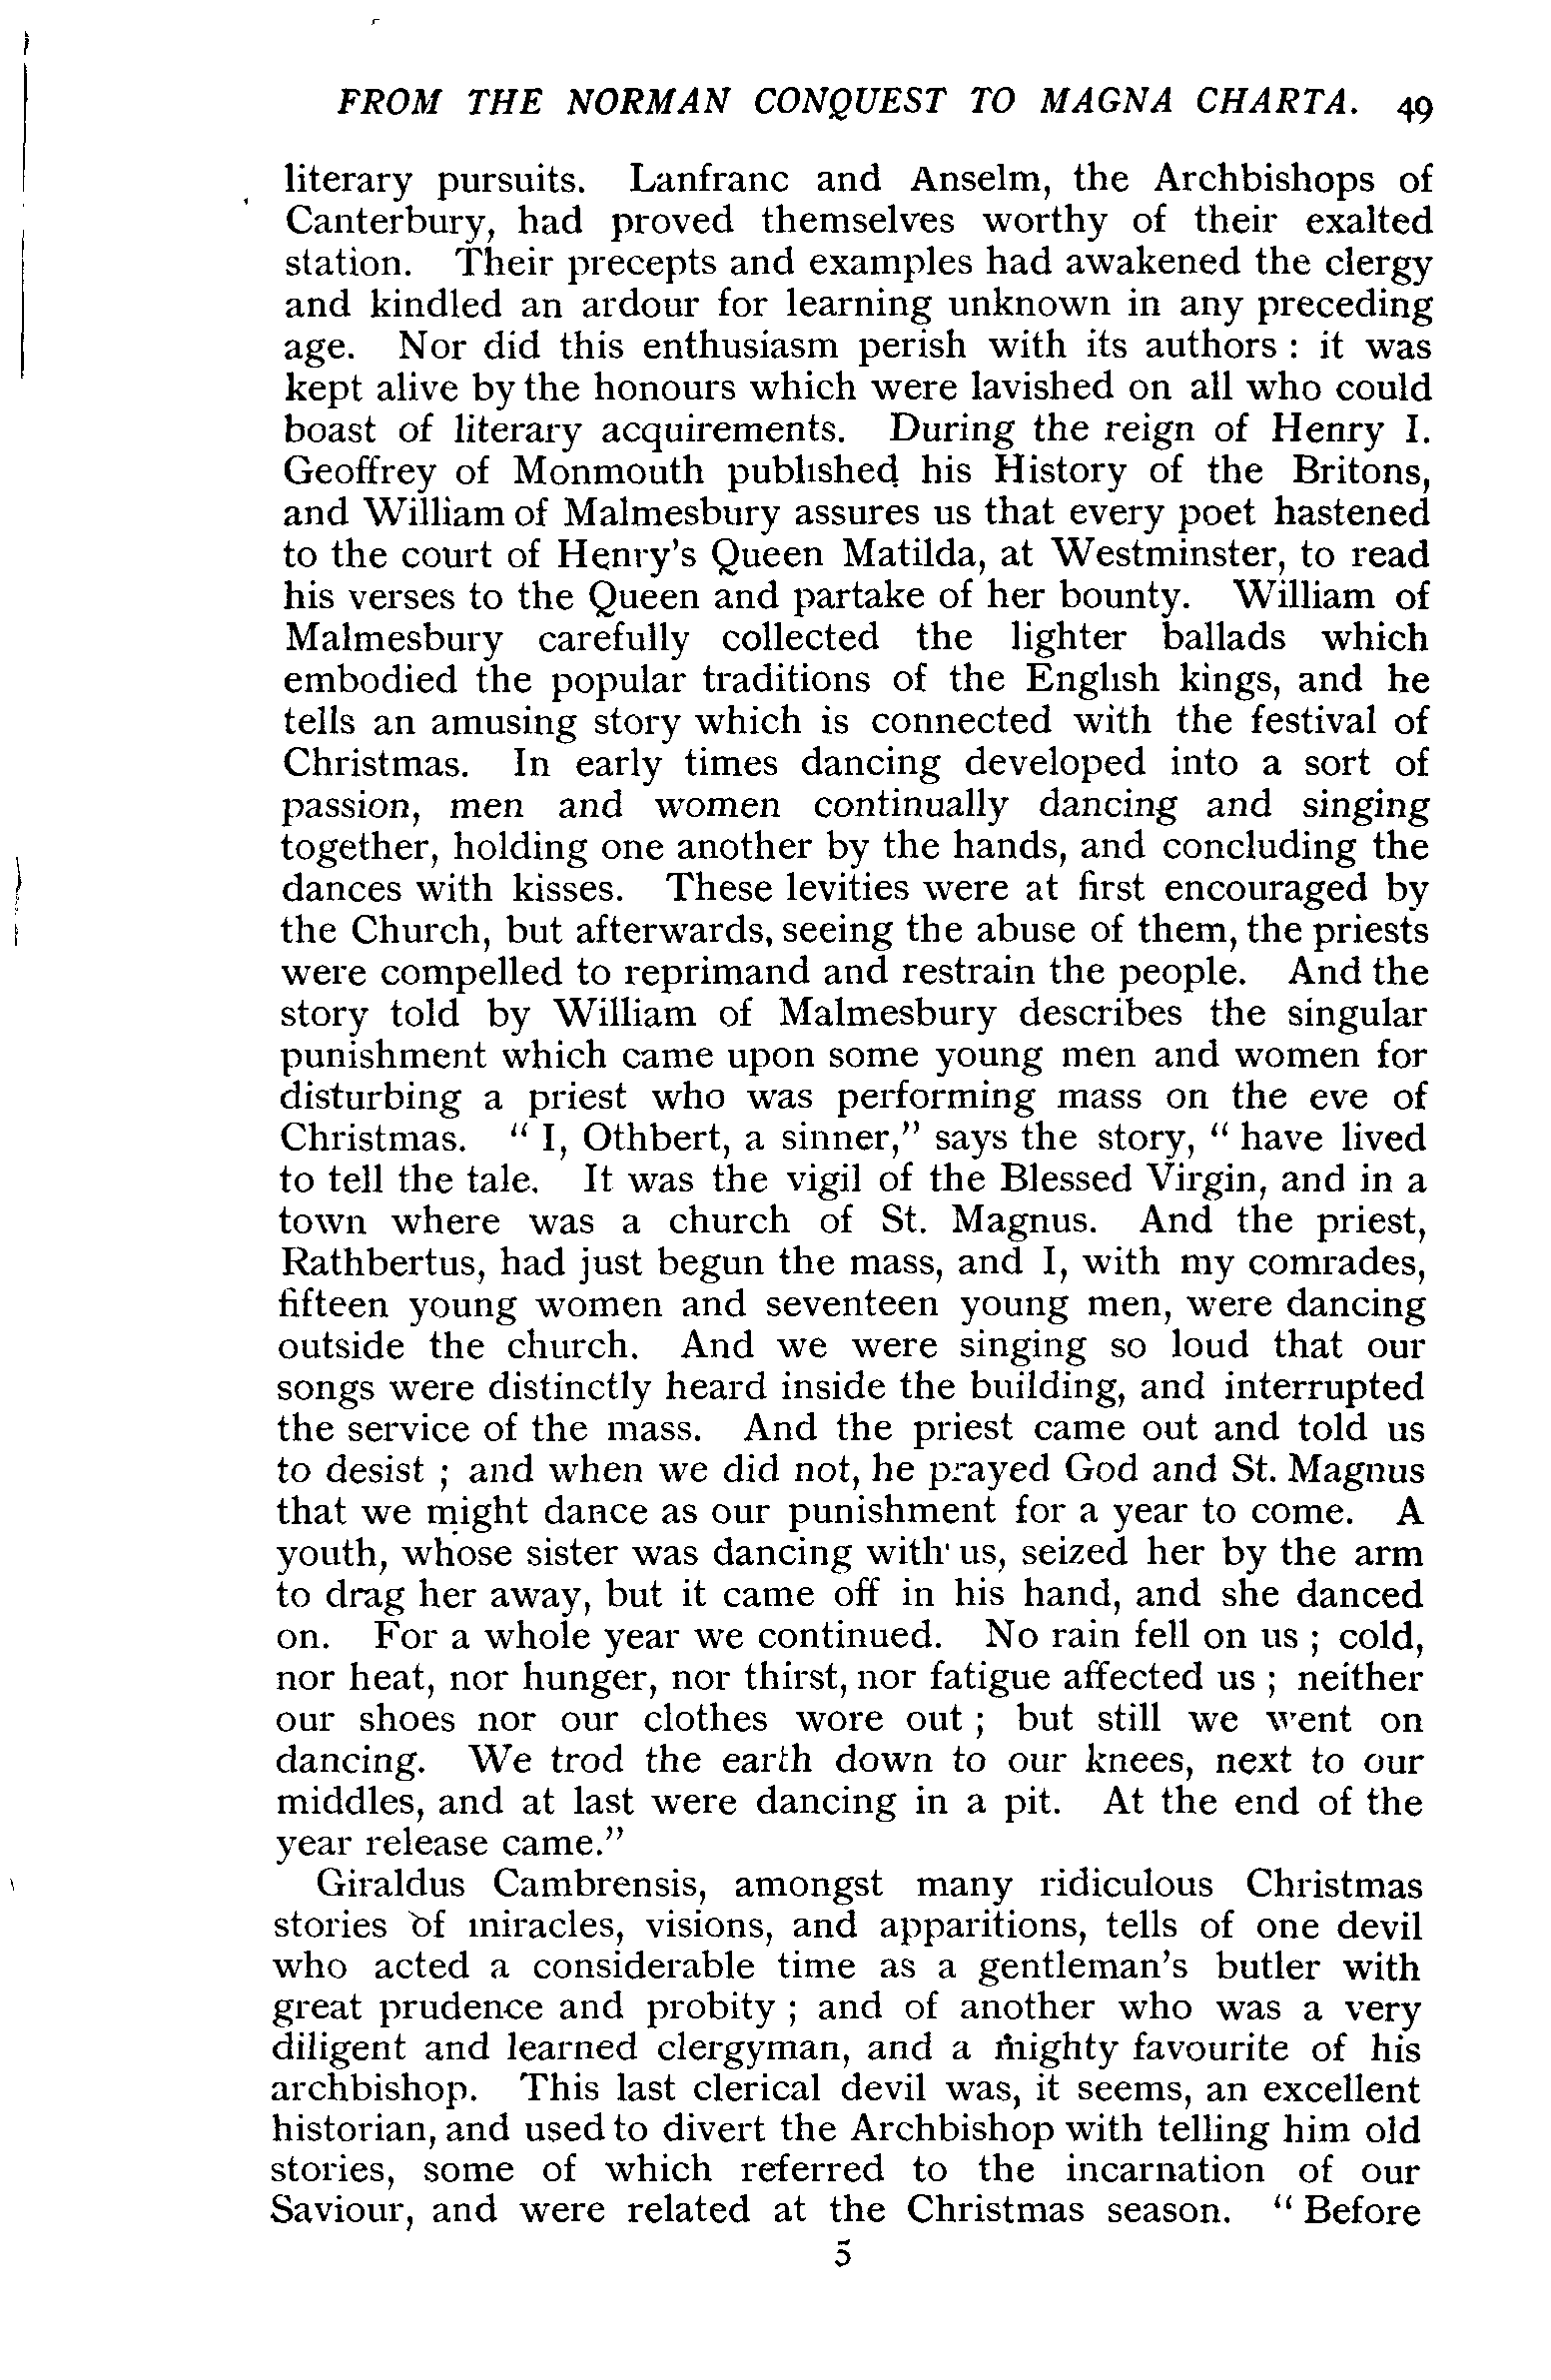 FROM THE NORMAN CONQUEST TO MAGNA CHARTA. 49
literary pursuits. Lanfranc and Anselm, the Archbishops of
Canterbury, had proved themselves worthy of their exalted
station. Their precepts and examples had awakened the clergy
and kindled an ardour for learning unknown in any preceding
age. Nor did this enthusiasm perish with its authors : it was
kept alive by the honours which were lavished on all who could
boast of literary acquirements. During the reign of Henry I.
Geoffrey of Monmouth published his History of the Britons,
and William of Malmesbury assures us that every poet hastened
to the court of Henry's Queen Matilda, at Westminster, to read
his verses to the Queen and partake of her bounty. William of
Malmesbury carefully collected the lighter ballads which
embodied the popular traditions of the English kings, and he
tells an amusing story which is connected with the festival of
Christmas. In early times dancing developed into a sort of
passion, men and women continually dancing and singing
together, holding one another by the hands, and concluding the
dances with kisses. These levities were at first encouraged by
the Church, but afterwards, seeing the abuse of them, the priests
were compelled to reprimand and restrain the people. And the
story told by William of Malmesbury describes the singular
punishment which came upon some young men and women for
disturbing a priest who was performing mass on the eve of
Christmas. " I, Othbert, a sinner," says the story, " have lived
to tell the tale. It was the vigil of the Blessed Virgin, and in a
town where was a church of St. Magnus. And the priest,
Rathbertus, had just begun the mass, and I, with my comrades,
fifteen young women and seventeen young men, were dancing
outside the church. And we were singing so loud that our
songs were distinctly heard inside the building, and interrupted
the service of the mass. And the priest came out and told us
to desist ; and when we did not, he prayed God and St. Magnus
that we might dance as our punishment for a year to come. A
youth, whose sister was dancing with us, seized her by the arm
to drag her away, but it came off in his hand, and she danced
on. For a whole year we continued. No rain fell on us ; cold,
nor heat, nor hunger, nor thirst, nor fatigue affected us ; neither
our shoes nor our clothes wore out ; but still we went on
dancing. We trod the earth down to our knees, next to our
middles, and at last were dancing in a pit. At the end of the
year release came."
Giraldus Cambrensis, amongst many ridiculous Christmas
stories of miracles, visions, and apparitions, tells of one devil
who acted a considerable time as a gentleman's butler with
great prudence and probity ; and of another who was a very
diligent and learned clergyman, and a mighty favourite of his
archbishop. This last clerical devil was, it seems, an excellent
historian, and used to divert the Archbishop with telling him old
stories, some of which referred to the incarnation of our
Saviour, and were related at the Christmas season. " Before
5